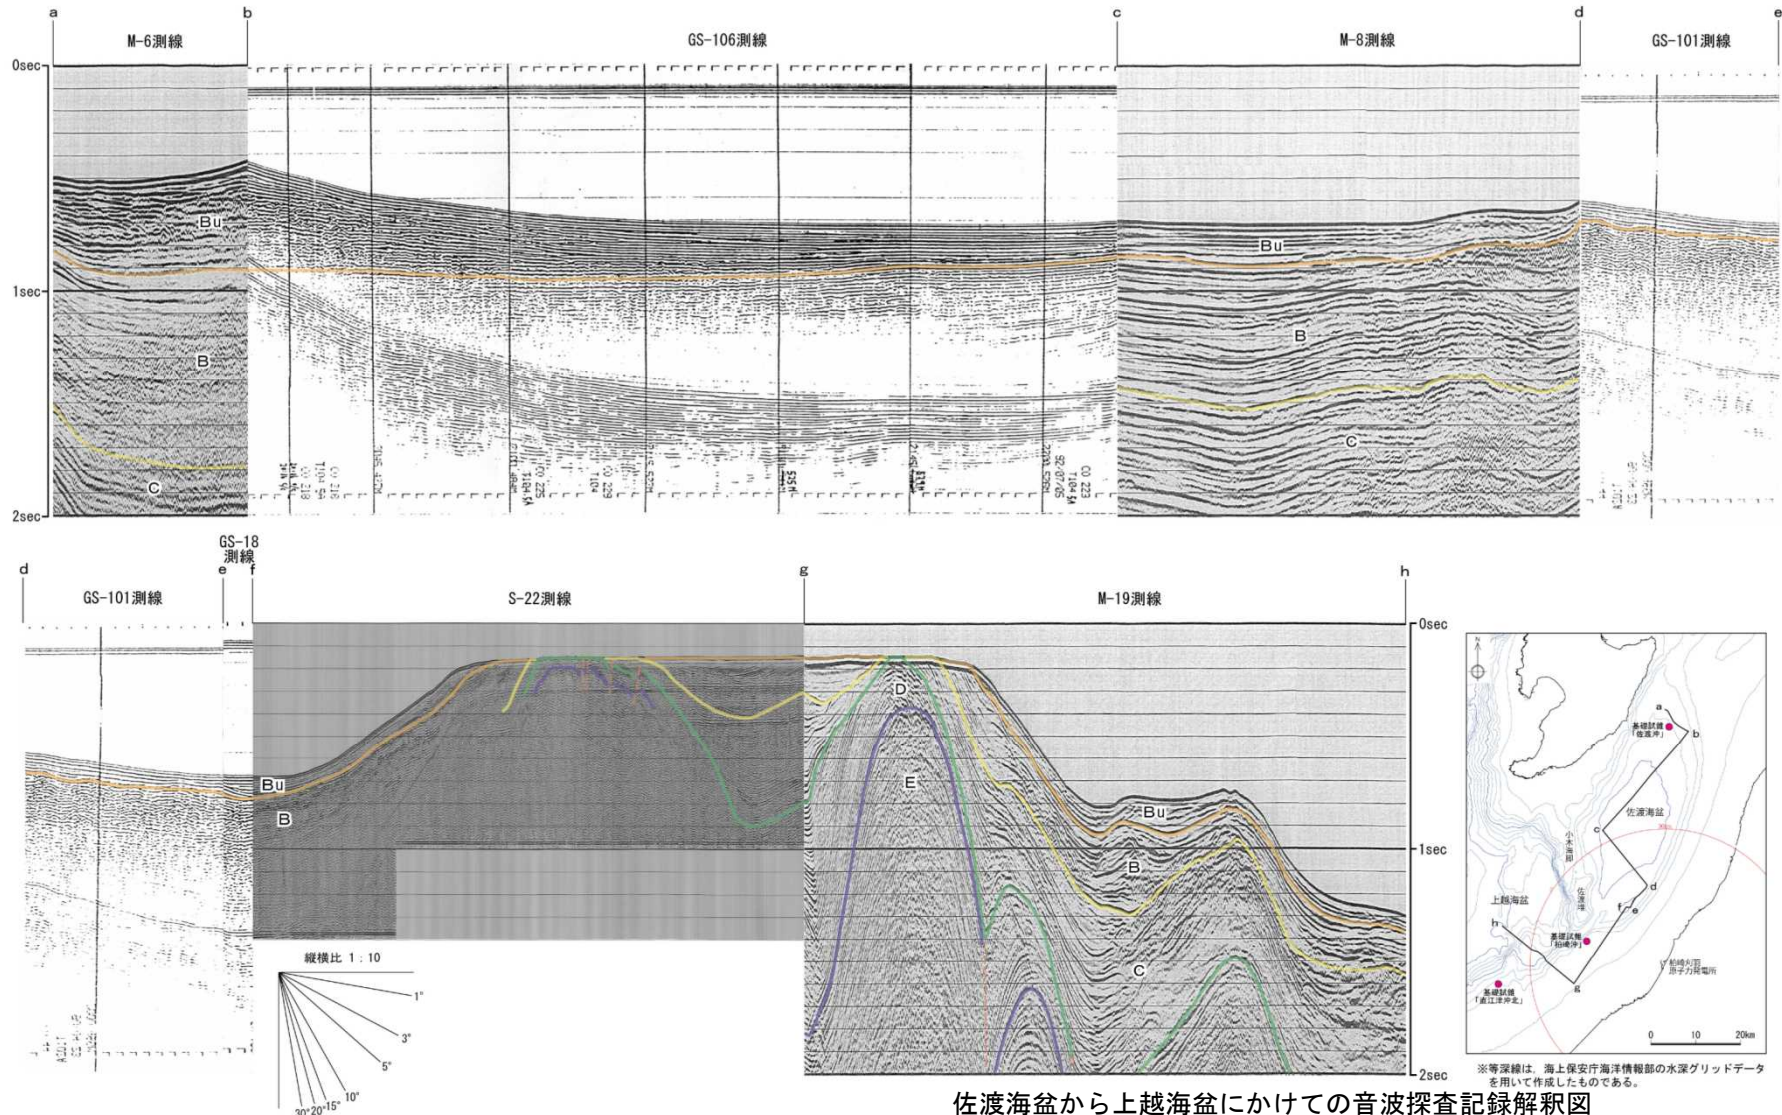 a
b
c
d
e
M-6測線
GS-106測線
M-8測線
GS-101測線
0sec
1sec
2sec
Bu
B
C
Bu
B
C
GS-18
測線
d
e
f
g
h
GS-101測線
S-22測線
M-19測線
0sec
1sec
2sec
Bu
B
D
E
Bu
B
C
縦横比 1:10
1°
3°
5°
10°
15°
20°
30°
N
a
基礎試錐
「佐渡沖」
b
佐渡海盆
30km
c
小木海脚
佐渡堆
d
上越海盆
f
e
h
基礎試錐
「柏崎沖」
柏崎刈羽
原子力発電所
g
基礎試錐
「直江津沖北」
0 10 20km
※等深線は、海上保安庁海洋情報部の水深グリッドデータ
を用いて作成したものである。
佐渡海盆から上越海盆にかけての音波探査記録解釈図